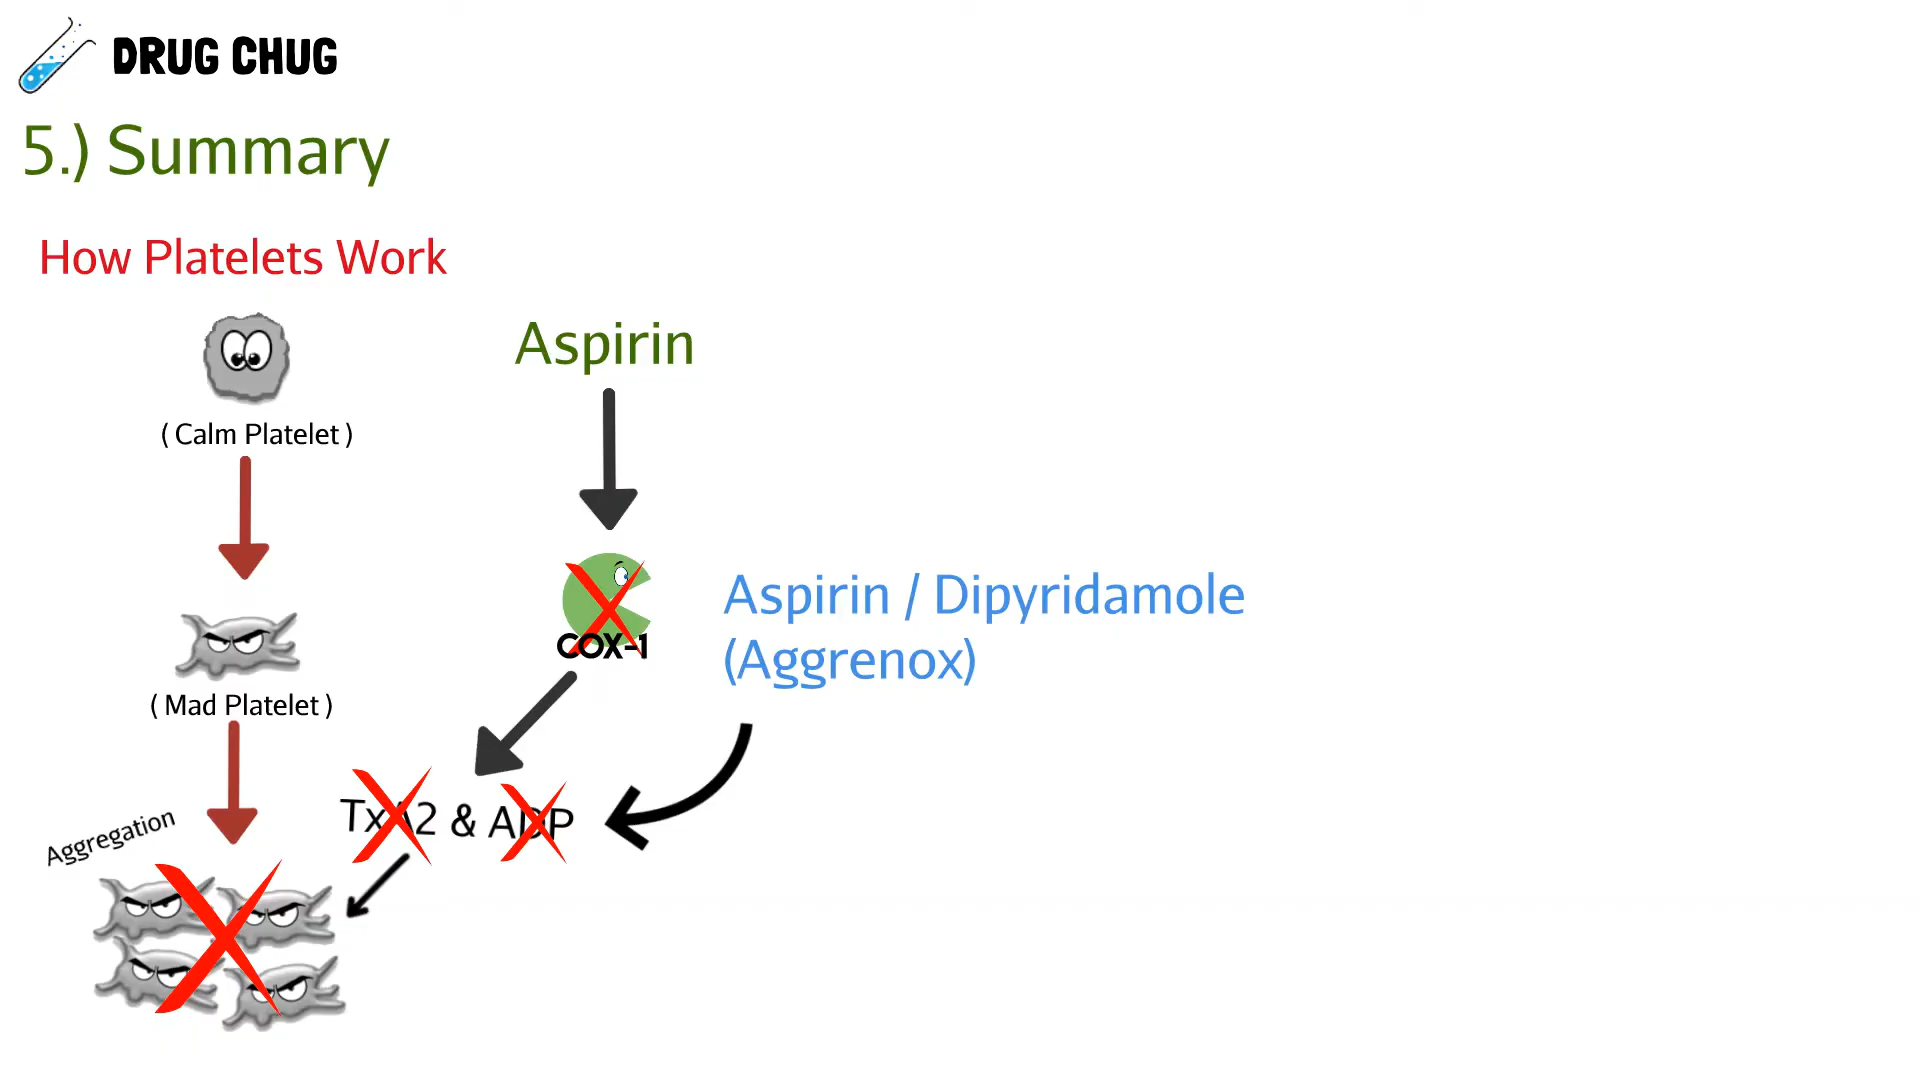 DRUG CHUG
5.) Summary
How Platelets Work
Aspirin
( Calm Platelet )
COX-1
Aspirin / Dipyridamole
(Aggrenox)
( Mad Platelet )
TxA2 & ADP
Aggregation